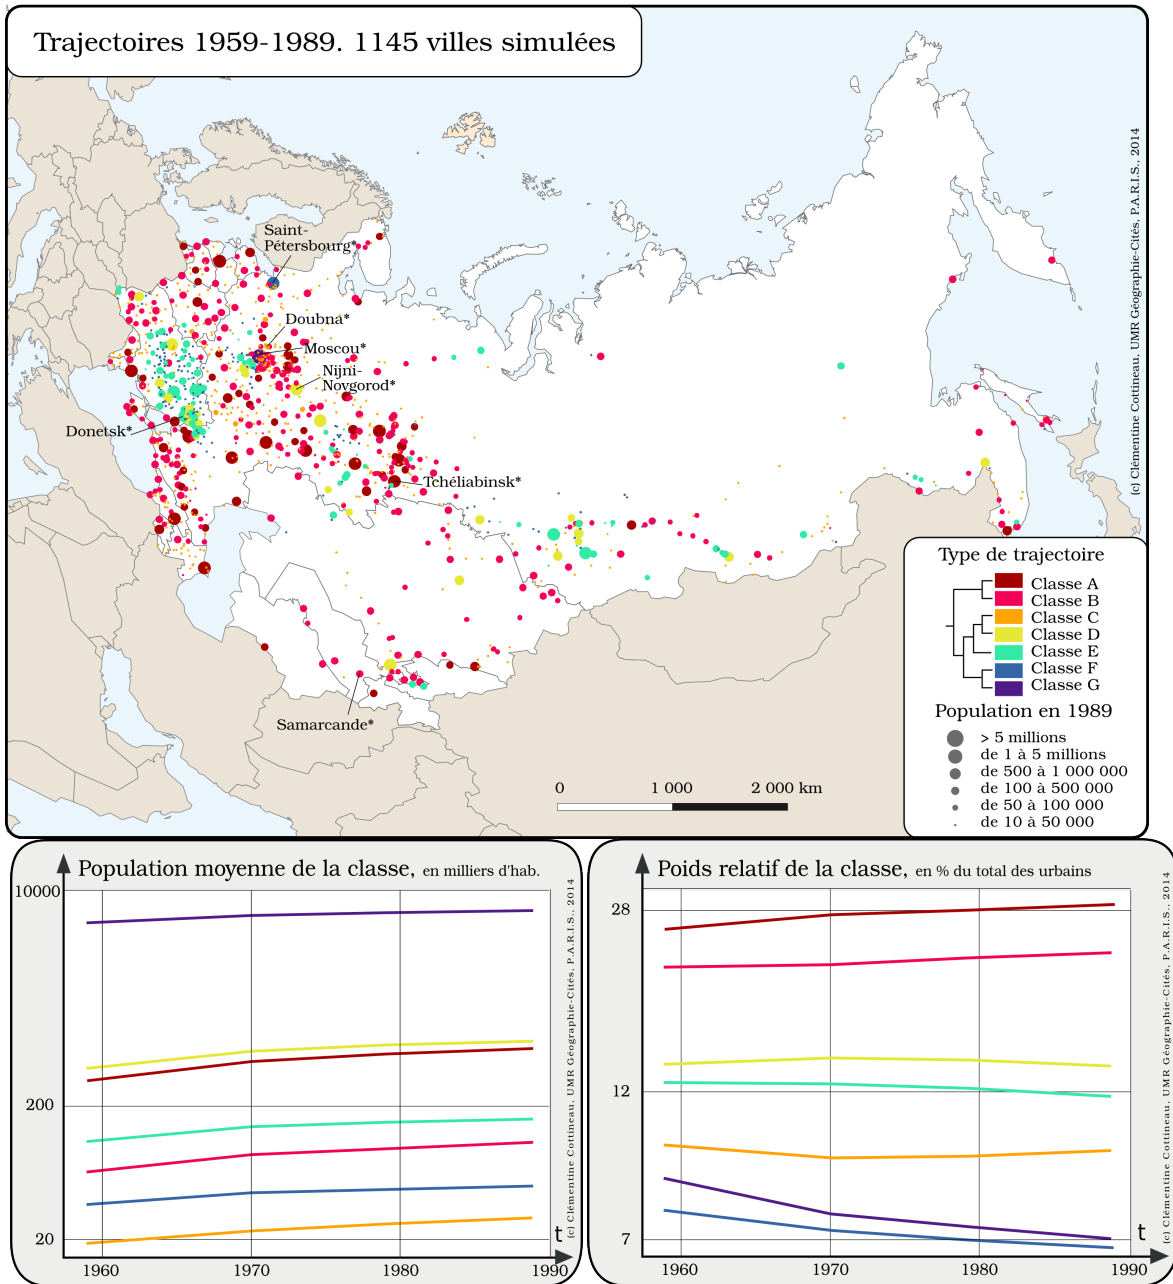 Trajectoires 1959-1989. 1145 villes simulées
(c) Clémentine Cottineau, UMR Géographie-Cités, P.A.R.I.S., 2014
Saint-
Pétersbourg*
Doubna*
Moscou*
Nijni-
Novgorod*
Donetsk*
Tchéliabinsk*
Samarcande*
0 1 000 2 000 km
Type de trajectoire
Classe A
Classe B
Classe C
Classe D
Classe E
Classe F
Classe G
Population en 1989
> 5 millions
de 1 à 5 millions
de 500 à 1 000 000
de 100 à 500 000
de 50 à 100 000
de 10 à 50 000
Population moyenne de la classe, en milliers d'hab.
10000
200
20
1960 1970 1980 1990
t
(c) Clémentine Cottineau, UMR Géographie-Cités, P.A.R.I.S., 2014
Poids relatif de la classe, en % du total des urbains
28
12
7
1960 1970 1980 1990
t
(c) Clémentine Cottineau, UMR Géographie-Cités, P.A.R.I.S., 2014